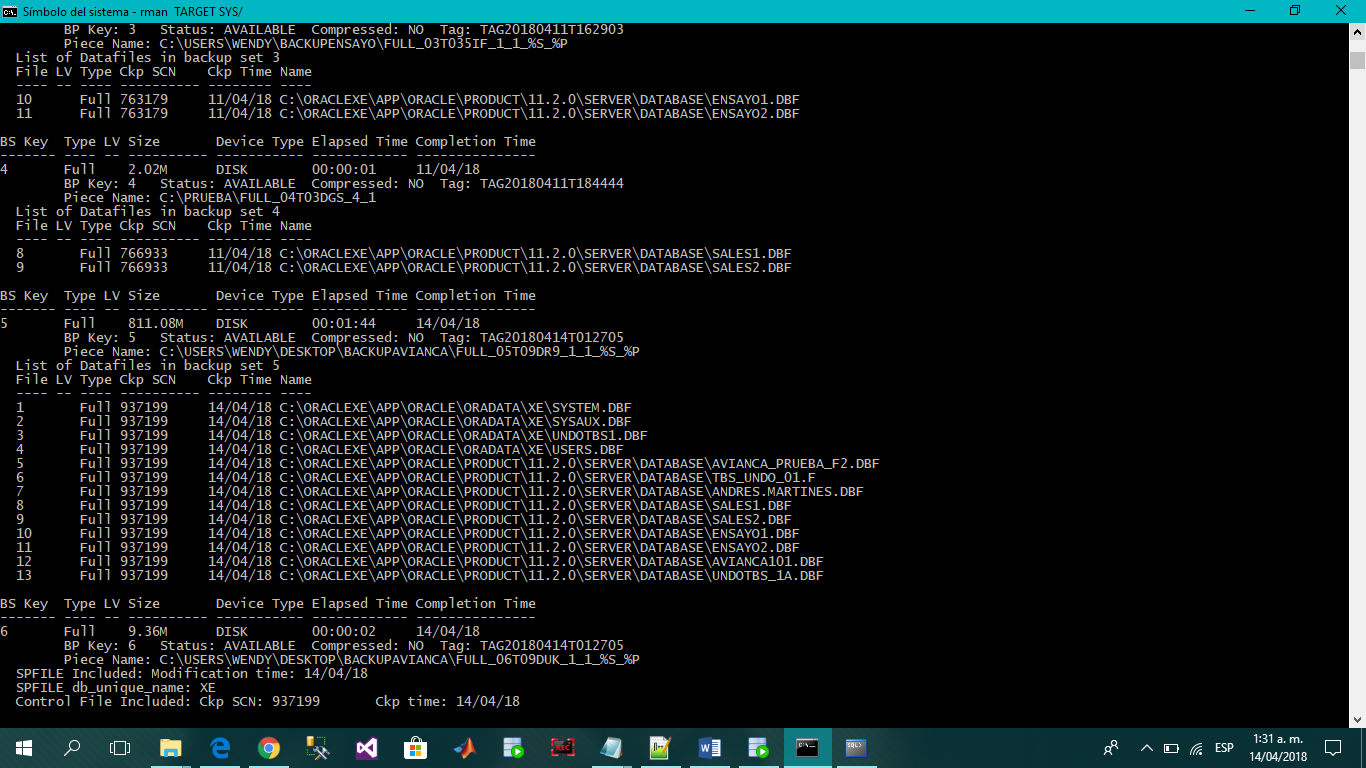 Símbolo del sistema - rman  TARGET SYS/
        BP Key: 3   Status: AVAILABLE  Compressed: NO  Tag: TAG20180411T162903
        Piece Name: C:\USERS\WENDY\BACKUPENSAYO\FULL_03T035IF_1_1_%S_%P
  List of Datafiles in backup set 3
  File LV Type Ckp SCN    Ckp Time Name
  ---- -- ---- ---------- -------- ----
  10      Full 763179     11/04/18 C:\ORACLEXE\APP\ORACLE\PRODUCT\11.2.0\SERVER\DATABASE\ENSAYO1.DBF
  11      Full 763179     11/04/18 C:\ORACLEXE\APP\ORACLE\PRODUCT\11.2.0\SERVER\DATABASE\ENSAYO2.DBF
BS Key  Type LV Size       Device Type Elapsed Time Completion Time
------- ---- -- ---------- ----------- ------------ ---------------
4       Full    2.02M      DISK        00:00:01     11/04/18
        BP Key: 4   Status: AVAILABLE  Compressed: NO  Tag: TAG20180411T184444
        Piece Name: C:\PRUEBA\FULL_04T03DGS_4_1
  List of Datafiles in backup set 4
  File LV Type Ckp SCN    Ckp Time Name
  ---- -- ---- ---------- -------- ----
  8       Full 766933     11/04/18 C:\ORACLEXE\APP\ORACLE\PRODUCT\11.2.0\SERVER\DATABASE\SALES1.DBF
  9       Full 766933     11/04/18 C:\ORACLEXE\APP\ORACLE\PRODUCT\11.2.0\SERVER\DATABASE\SALES2.DBF
BS Key  Type LV Size       Device Type Elapsed Time Completion Time
------- ---- -- ---------- ----------- ------------ ---------------
5       Full    811.08M    DISK        00:01:44     14/04/18
        BP Key: 5   Status: AVAILABLE  Compressed: NO  Tag: TAG20180414T012705
        Piece Name: C:\USERS\WENDY\DESKTOP\BACKUPAVIANCA\FULL_05T09DR9_1_1_%S_%P
  List of Datafiles in backup set 5
  File LV Type Ckp SCN    Ckp Time Name
  ---- -- ---- ---------- -------- ----
  1       Full 937199     14/04/18 C:\ORACLEXE\APP\ORACLE\ORADATA\XE\SYSTEM.DBF
  2       Full 937199     14/04/18 C:\ORACLEXE\APP\ORACLE\ORADATA\XE\SYSAUX.DBF
  3       Full 937199     14/04/18 C:\ORACLEXE\APP\ORACLE\ORADATA\XE\UNDOTBS1.DBF
  4       Full 937199     14/04/18 C:\ORACLEXE\APP\ORACLE\ORADATA\XE\USERS.DBF
  5       Full 937199     14/04/18 C:\ORACLEXE\APP\ORACLE\PRODUCT\11.2.0\SERVER\DATABASE\AVIANCA_PRUEBA_F2.DBF
  6       Full 937199     14/04/18 C:\ORACLEXE\APP\ORACLE\PRODUCT\11.2.0\SERVER\DATABASE\TBS_UNDO_01.F
  7       Full 937199     14/04/18 C:\ORACLEXE\APP\ORACLE\PRODUCT\11.2.0\SERVER\DATABASE\ANDRES.MARTINES.DBF
  8       Full 937199     14/04/18 C:\ORACLEXE\APP\ORACLE\PRODUCT\11.2.0\SERVER\DATABASE\SALES1.DBF
  9       Full 937199     14/04/18 C:\ORACLEXE\APP\ORACLE\PRODUCT\11.2.0\SERVER\DATABASE\SALES2.DBF
  10      Full 937199     14/04/18 C:\ORACLEXE\APP\ORACLE\PRODUCT\11.2.0\SERVER\DATABASE\ENSAYO1.DBF
  11      Full 937199     14/04/18 C:\ORACLEXE\APP\ORACLE\PRODUCT\11.2.0\SERVER\DATABASE\ENSAYO2.DBF
  12      Full 937199     14/04/18 C:\ORACLEXE\APP\ORACLE\PRODUCT\11.2.0\SERVER\DATABASE\AVIANCA101.DBF
  13      Full 937199     14/04/18 C:\ORACLEXE\APP\ORACLE\PRODUCT\11.2.0\SERVER\DATABASE\UNDOTBS_1A.DBF
BS Key  Type LV Size       Device Type Elapsed Time Completion Time
------- ---- -- ---------- ----------- ------------ ---------------
6       Full    9.36M      DISK        00:00:02     14/04/18
        BP Key: 6   Status: AVAILABLE  Compressed: NO  Tag: TAG20180414T012705
        Piece Name: C:\USERS\WENDY\DESKTOP\BACKUPAVIANCA\FULL_06T09DUK_1_1_%S_%P
  SPFILE Included: Modification time: 14/04/18
  SPFILE db_unique_name: XE
  Control File Included: Ckp SCN: 937199       Ckp time: 14/04/18
ESP
1:31 a. m.
14/04/2018